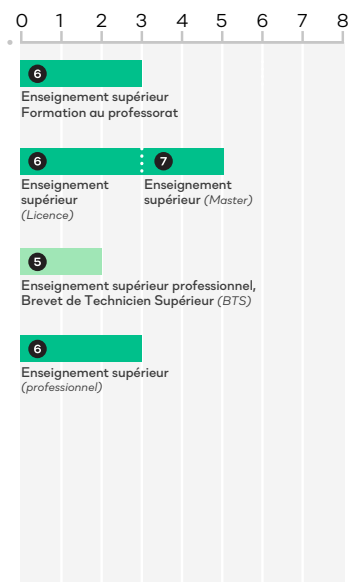 0 1 2 3 4 5 6 7 8
6
Enseignement supérieur
Formation au professorat
6 7
Enseignement
supérieur
(Licence)
Enseignement
supérieur (Master)
5
Enseignement supérieur professionnel,
Brevet de Technicien Supérieur (BTS)
6
Enseignement supérieur
(professionnel)